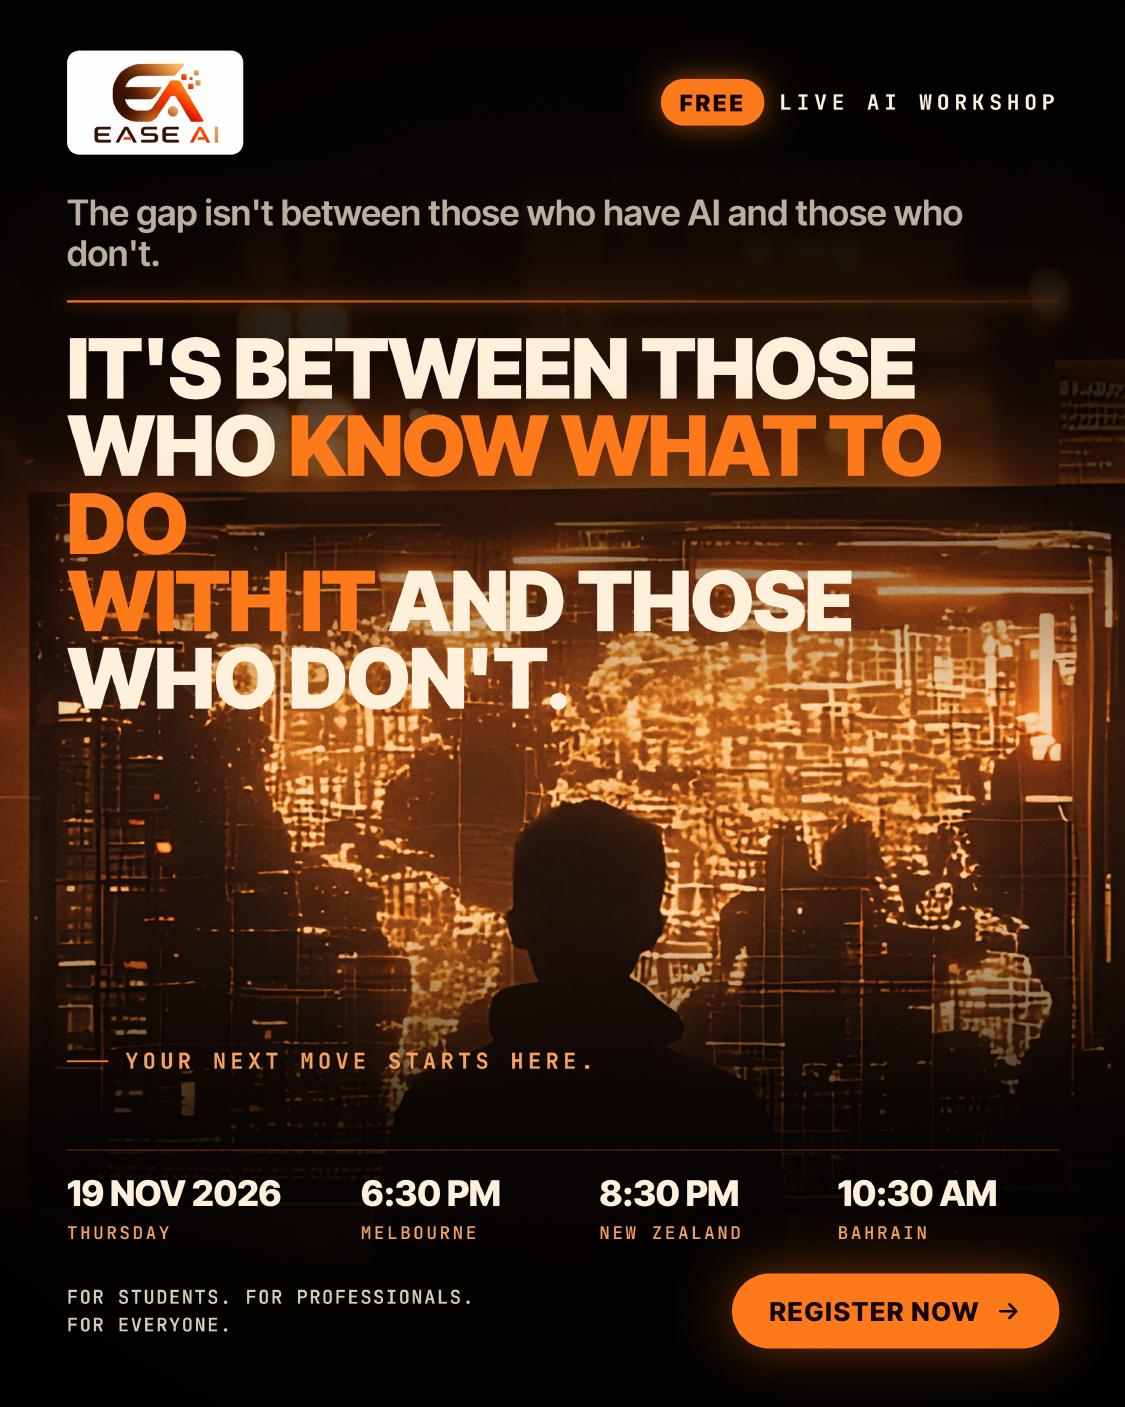 EASE AI
FREE LIVE AI WORKSHOP
The gap isn't between those who have AI and those who
don't.
IT'S BETWEEN THOSE
WHO KNOW WHAT TO
DO
WITH IT AND THOSE
WHO DON'T.
YOUR NEXT MOVE STARTS HERE.
19 NOV 2026 6:30 PM 8:30 PM 10:30 AM
THURSDAY MELBOURNE NEW ZEALAND BAHRAIN
FOR STUDENTS. FOR PROFESSIONALS.
FOR EVERYONE.
REGISTER NOW →